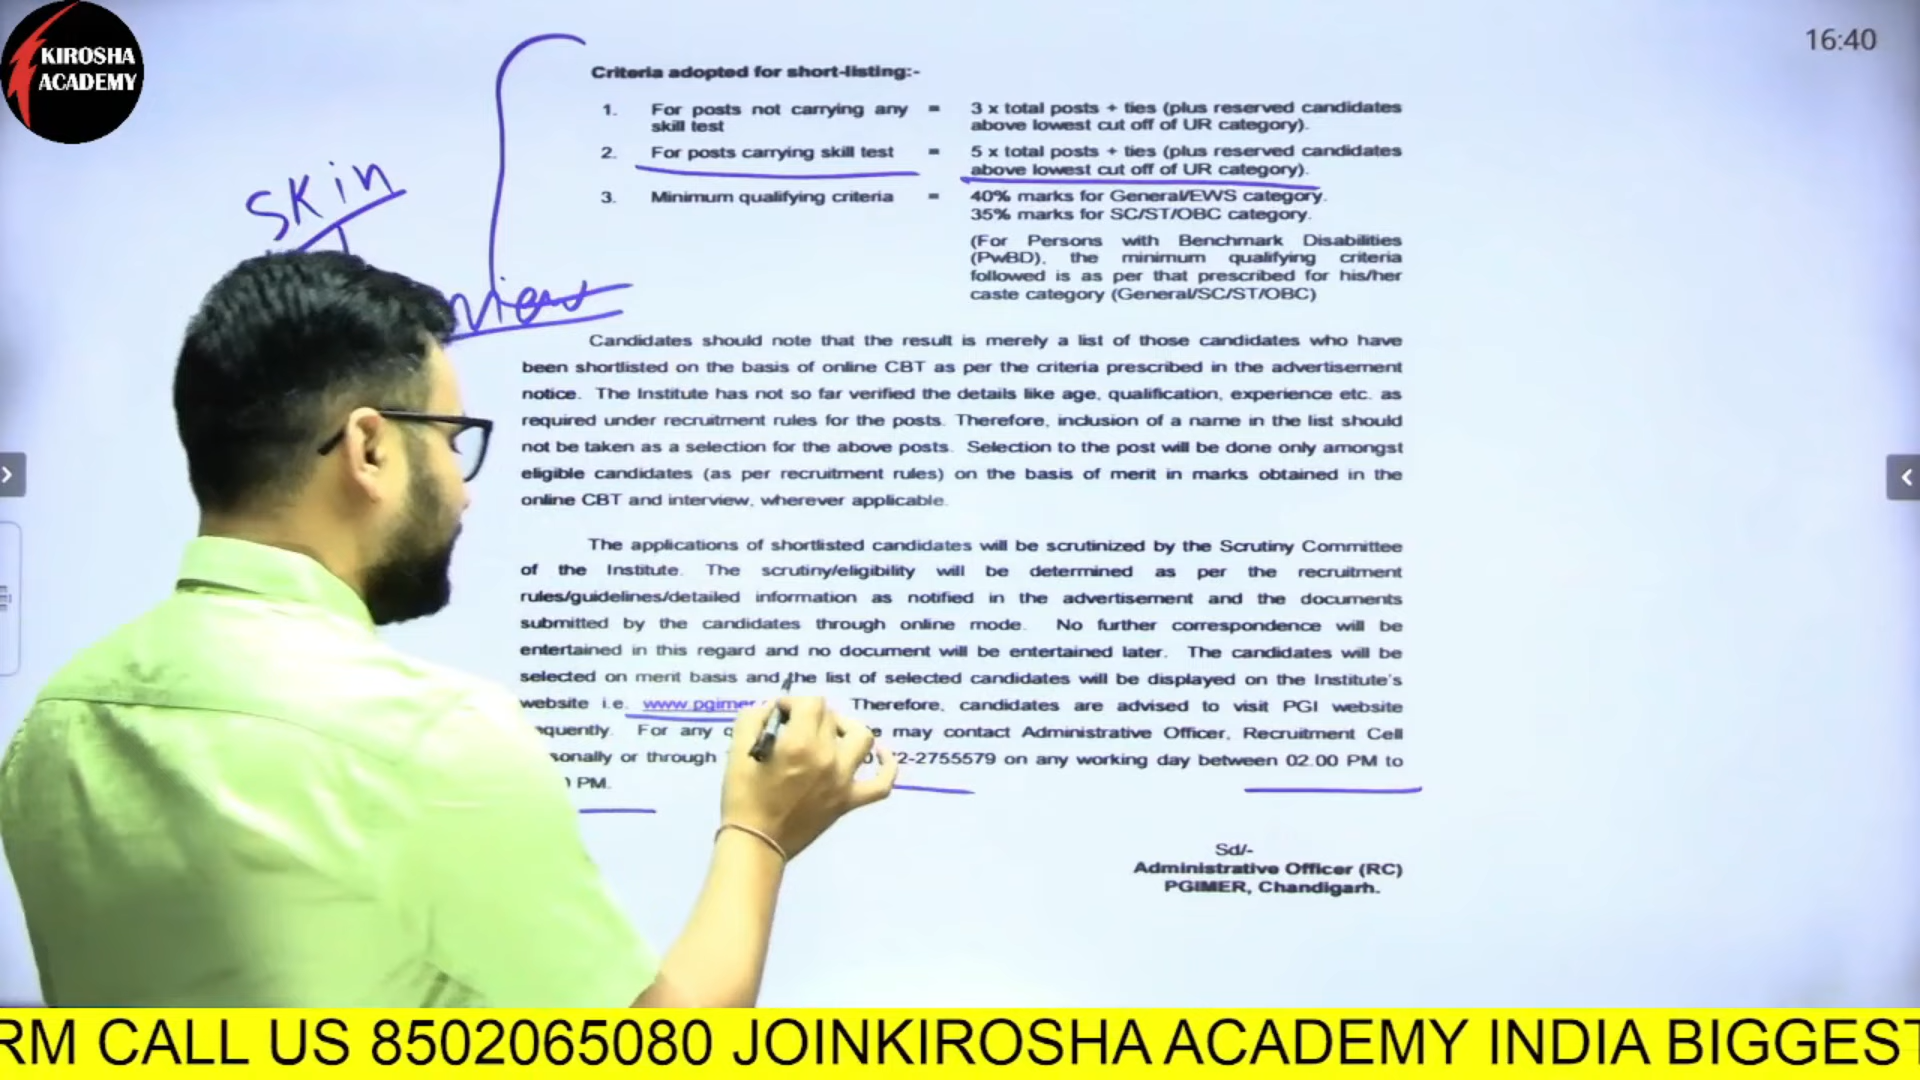 KIROSHA
ACADEMY
16:40
Criteria adopted for short-listing:-
1. For posts not carrying any skill test = 3 x total posts + ties (plus reserved candidates above lowest cut off of UR category).
2. For posts carrying skill test = 5 x total posts + ties (plus reserved candidates above lowest cut off of UR category).
3. Minimum qualifying criteria = 40% marks for General/EWS category.
35% marks for SC/ST/OBC category.
(For Persons with Benchmark Disabilities
(PwBD), the minimum qualifying criteria
followed is as per that prescribed for his/her
caste category (General/SC/ST/OBC)
Candidates should note that the result is merely a list of those candidates who have
been shortlisted on the basis of online CBT as per the criteria prescribed in the advertisement
notice. The Institute has not so far verified the details like age, qualification, experience etc. as
required under recruitment rules for the posts. Therefore, inclusion of a name in the list should
not be taken as a selection for the above posts. Selection to the post will be done only amongst
eligible candidates (as per recruitment rules) on the basis of merit in marks obtained in the
online CBT and interview, wherever applicable.
The applications of shortlisted candidates will be scrutinized by the Scrutiny Committee
of the Institute. The scrutiny/eligibility will be determined as per the recruitment
rules/guidelines/detailed information as notified in the advertisement and the documents
submitted by the candidates through online mode. No further correspondence will be
entertained in this regard and no document will be entertained later. The candidates will be
selected on merit basis and the list of selected candidates will be displayed on the Institute's
website i.e. www.pgimer. Therefore, candidates are advised to visit PGI website
For any may contact Administrative Officer, Recruitment Cell
or through 2-2755579 on any working day between 02.00 PM to
PM.
Sd/-
Administrative Officer (RC)
PGIMER, Chandigarh.
RM CALL US 8502065080 JOINKIROSHA ACADEMY INDIA BIGGEST